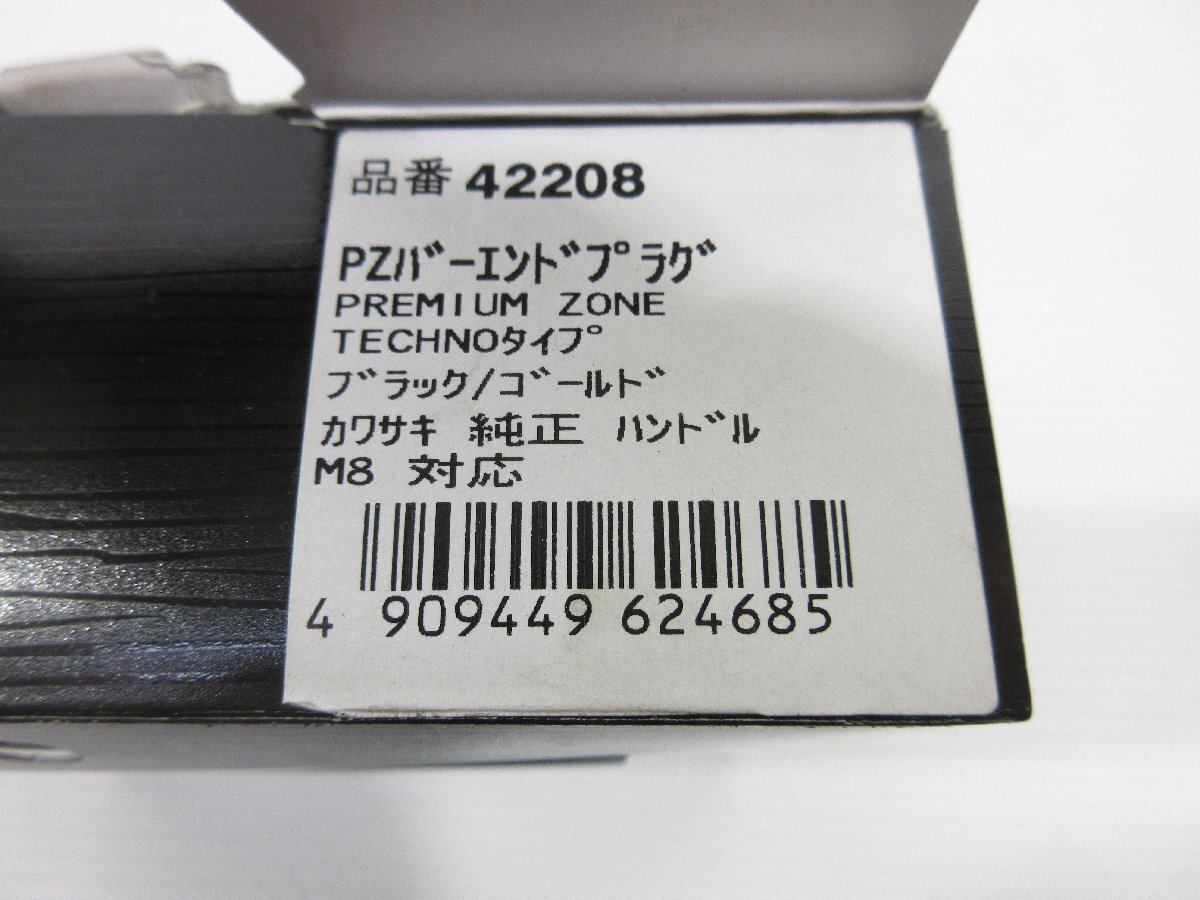 品番 42208
PZﾊﾞｰｴﾝﾄﾞﾌﾟﾗｸﾞ
PREMIUM ZONE
TECHNOﾀｲﾌﾟ
ﾌﾞﾗｯｸ/ｺﾞｰﾙﾄﾞ
ｶﾜｻｷ 純正 ﾊﾝﾄﾞﾙ
M8 対応
4 909449 624685